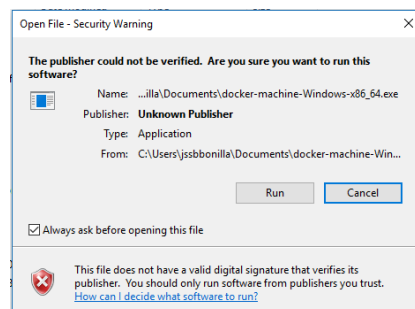 Open File - Security Warning
The publisher could not be verified. Are you sure you want to run this
software?
Name: ...illa\Documents\docker-machine-Windows-x86_64.exe
Publisher: Unknown Publisher
Type: Application
From: C:\Users\jssbbonilla\Documents\docker-machine-Win...
Run Cancel
Always ask before opening this file
This file does not have a valid digital signature that verifies its
publisher. You should only run software from publishers you trust.
How can I decide what software to run?